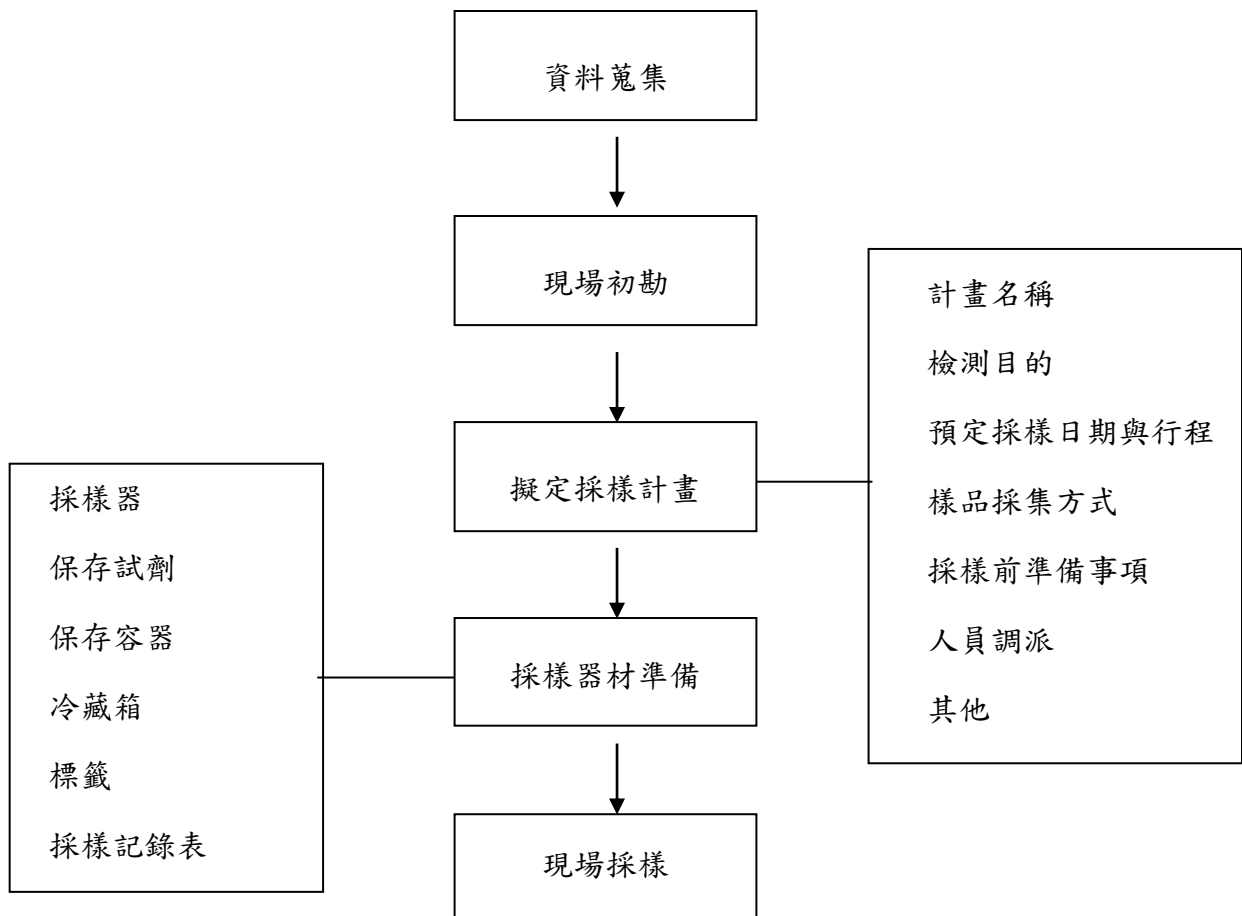 資料蒐集
現場初勘
擬定採樣計畫
計畫名稱
檢測目的
預定採樣日期與行程
樣品採集方式
採樣前準備事項
人員調派
其他
採樣器材準備
採樣器
保存試劑
保存容器
冷藏箱
標籤
採樣記錄表
現場採樣